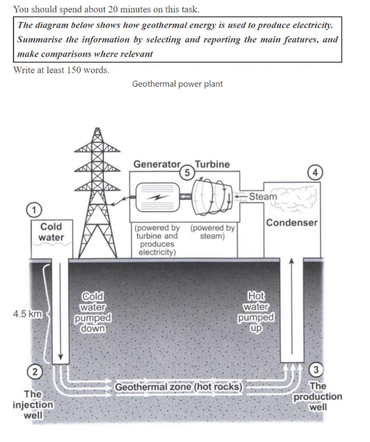 You should spend about 20 minutes on this task.
The diagram below shows how geothermal energy is used to produce electricity.
Summarise the information by selecting and reporting the main features, and
make comparisons where relevant
Write at least 150 words.
Geothermal power plant
Generator
Turbine
5
4
Steam
1
Cold
water
(powered by
turbine and
produces
electricity)
(powered by
steam)
Condenser
4.5 km
Cold
water
pumped
down
Hot
water
pumped
up
2
3
Geothermal zone (hot rocks)
The
injection
well
The
production
well